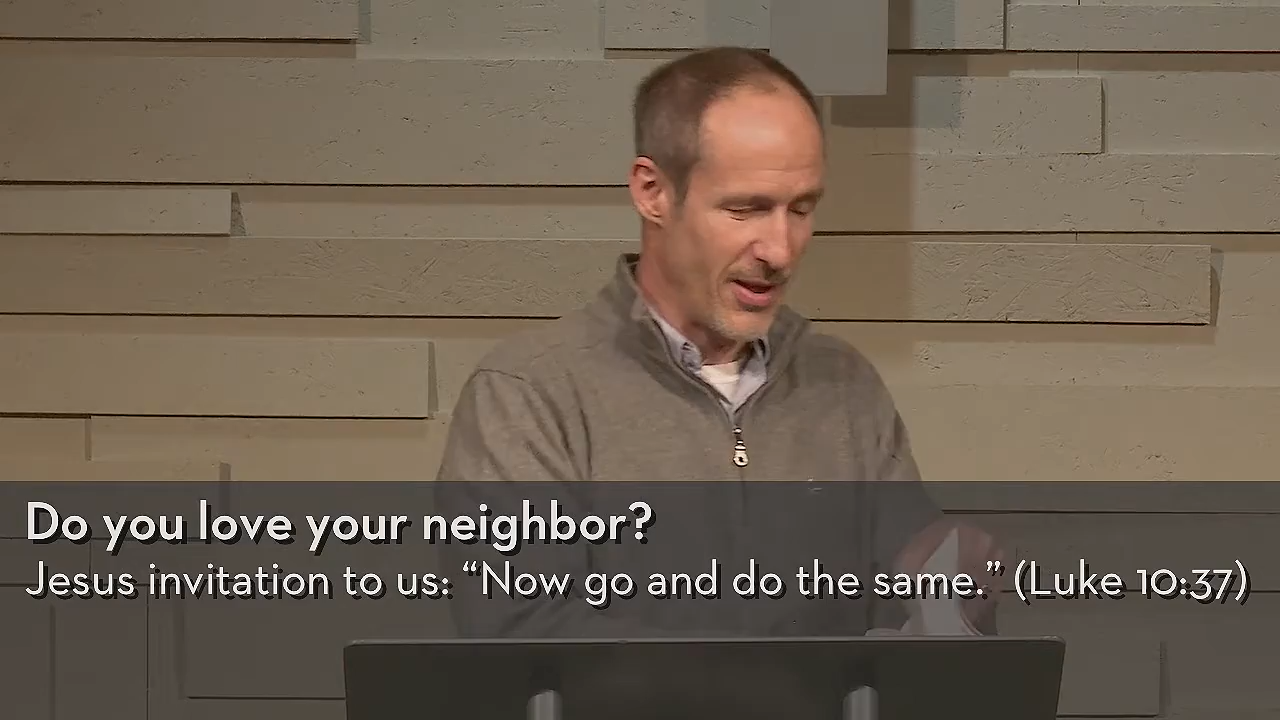 Do you love your neighbor?
Jesus invitation to us: “Now go and do the same.” (Luke 10:37)